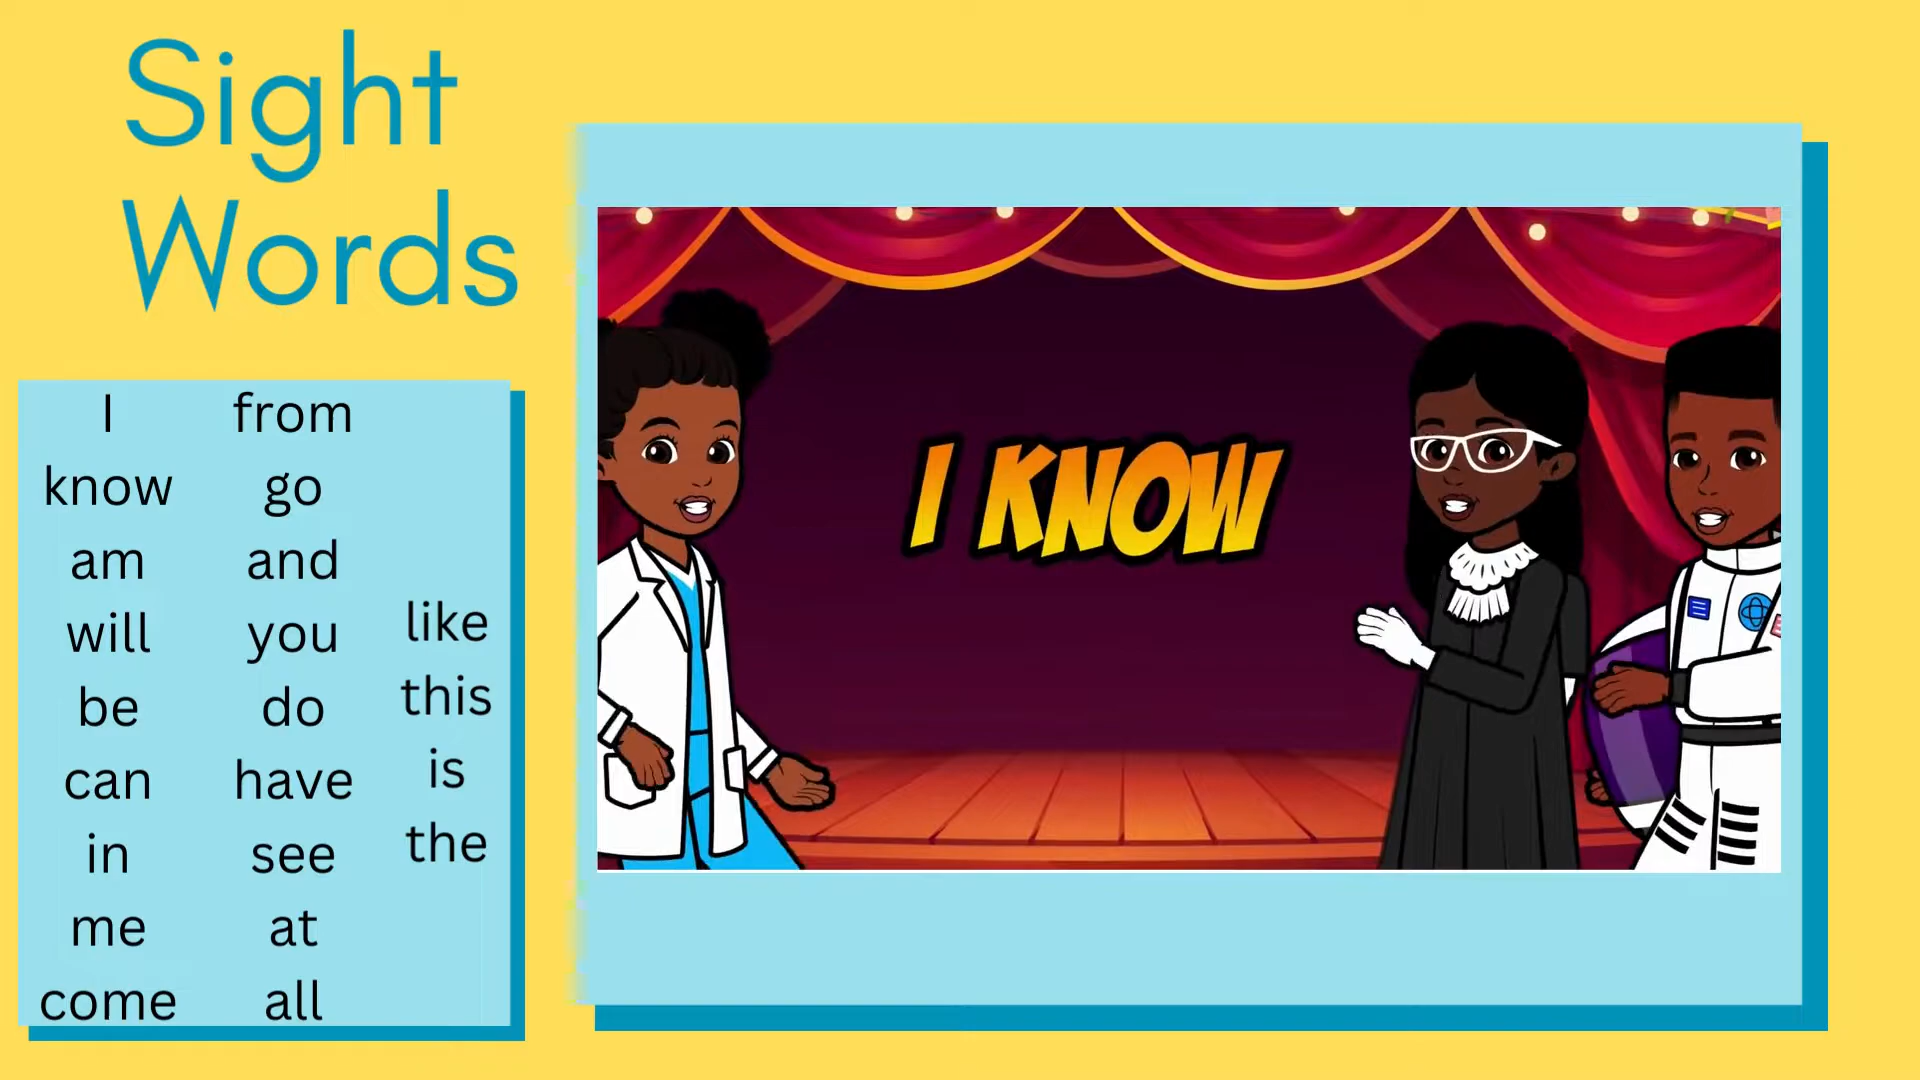 Sight
Words
I
know
am
will
be
can
in
me
come
from
go
and
you
do
have
see
at
all
like
this
is
the
I KNOW